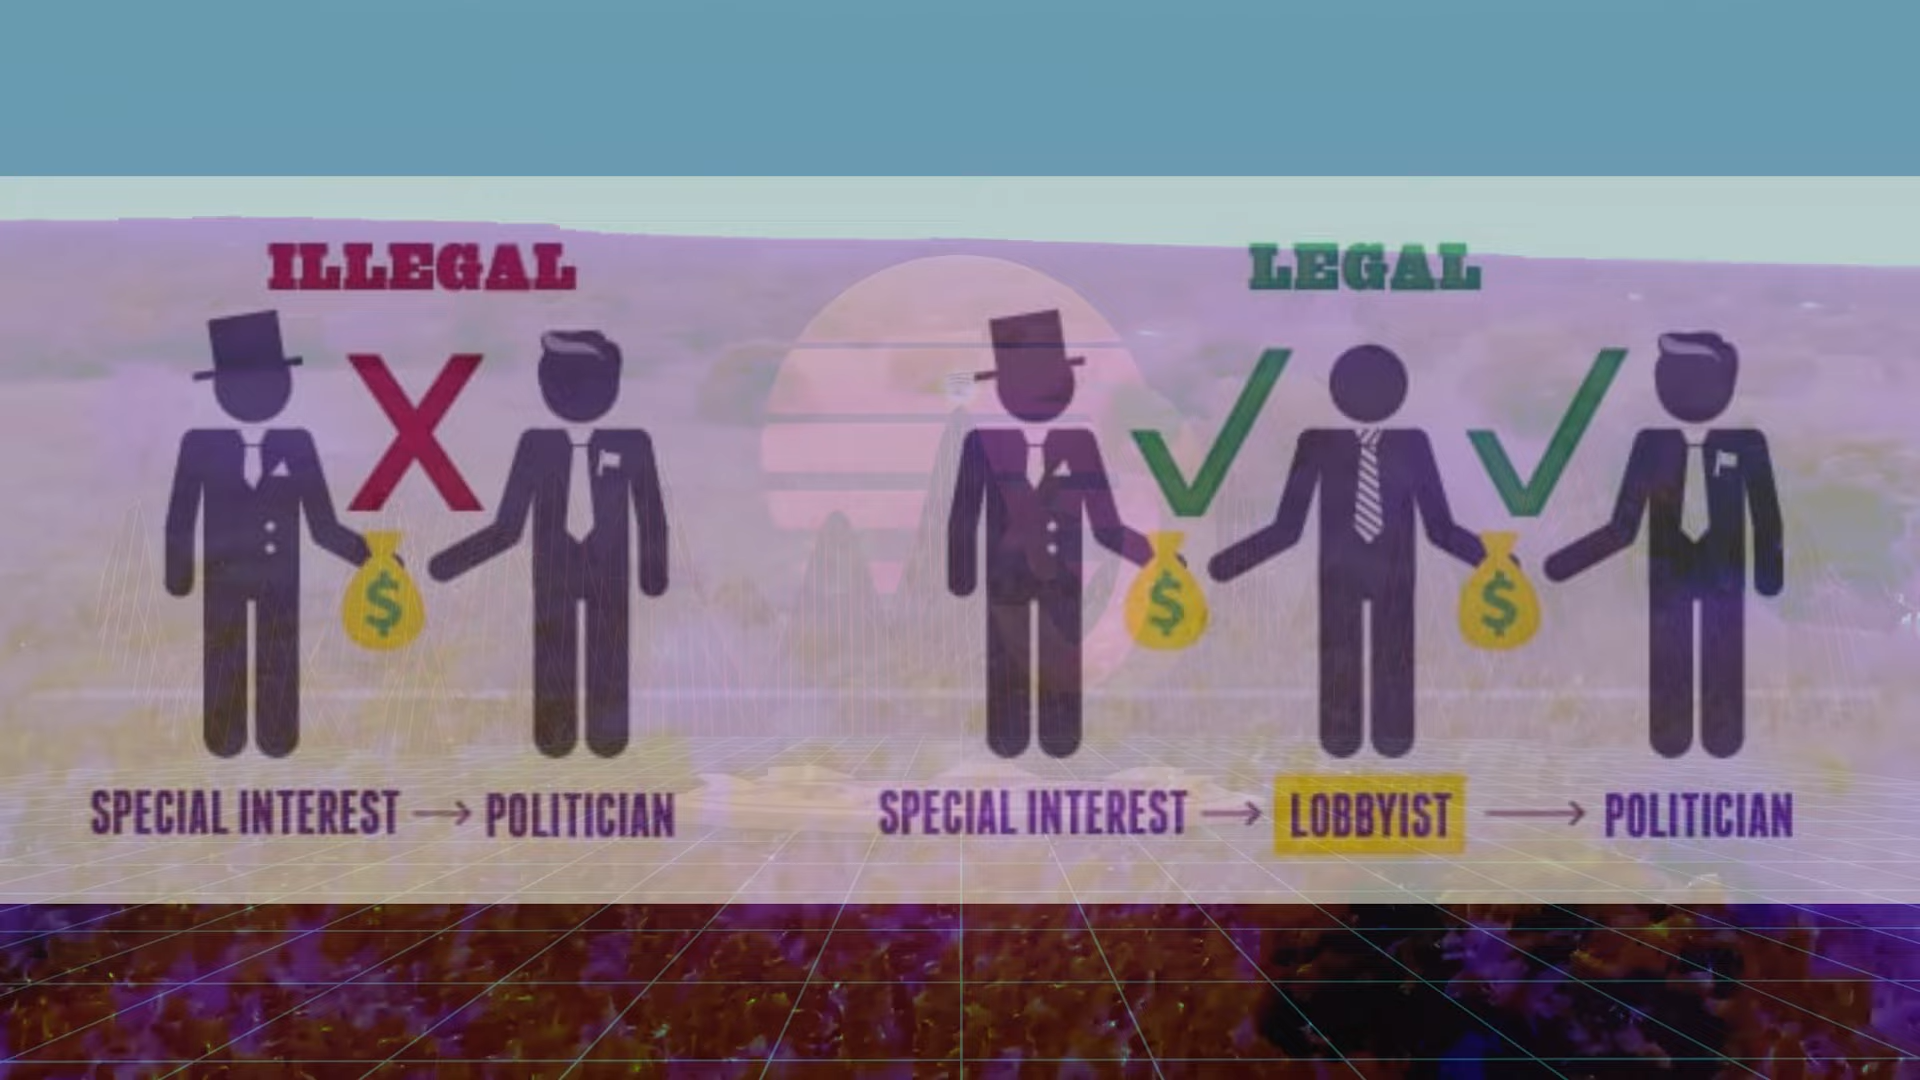 ILLEGAL
LEGAL
X
$
$
$
SPECIAL INTEREST → POLITICIAN
SPECIAL INTEREST → LOBBYIST → POLITICIAN